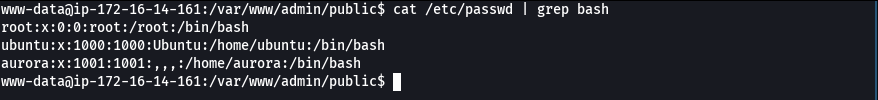 www-data@ip-172-16-14-161:/var/www/admin/public$ cat /etc/passwd | grep bash
root:x:0:0:root:/root:/bin/bash
ubuntu:x:1000:1000:Ubuntu:/home/ubuntu:/bin/bash
aurora:x:1001:1001:,,,:/home/aurora:/bin/bash
www-data@ip-172-16-14-161:/var/www/admin/public$